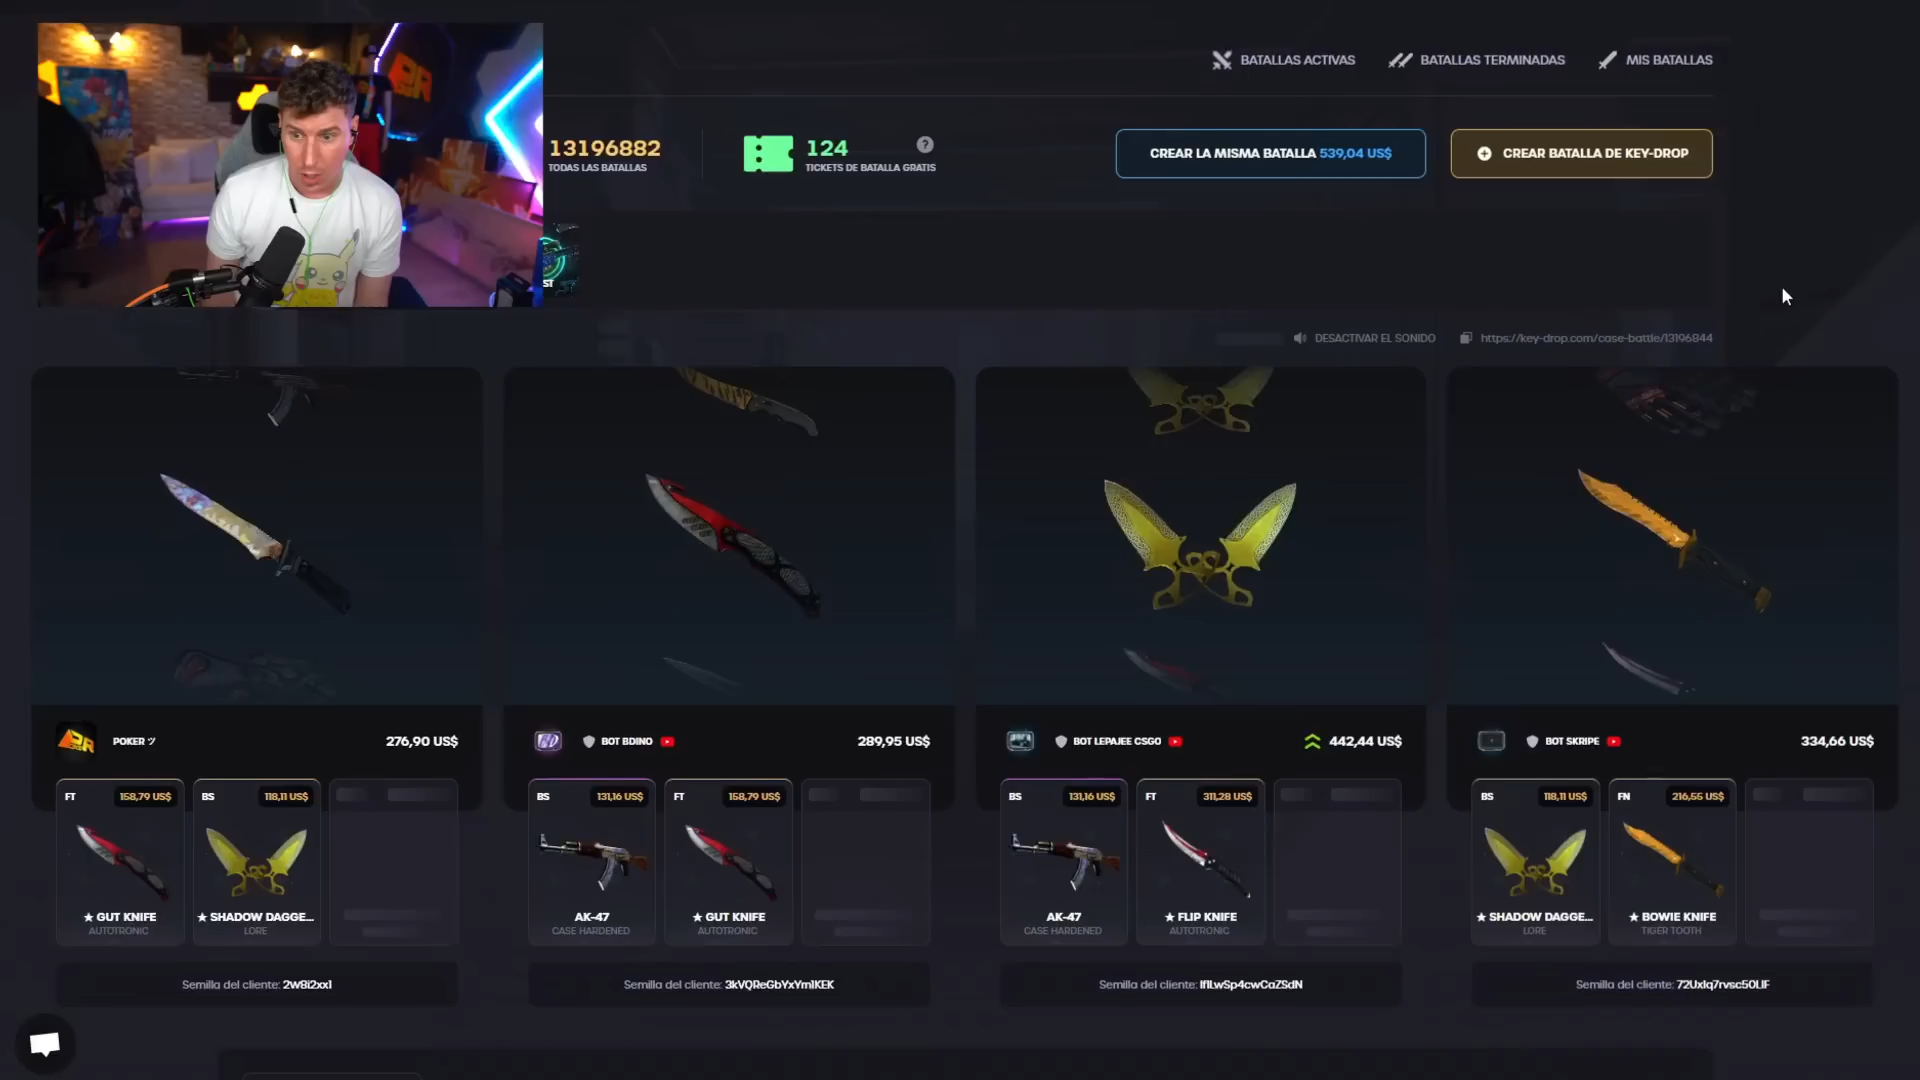 BATALLAS ACTIVAS
BATALLAS TERMINADAS
MIS BATALLAS
13196882
TODAS LAS BATALLAS
124
TICKETS DE BATALLA GRATIS
?
CREAR LA MISMA BATALLA 539,04 US$
CREAR BATALLA DE KEY-DROP
ST
DESACTIVAR EL SONIDO
https://key-drop.com/case-battle/13196844
POKER ツ
276,90 US$
BOT BDINO
289,95 US$
BOT LEPAJEE CSGO
442,44 US$
BOT SKRIPE
334,66 US$
FT 158,79 US$
★ GUT KNIFE
AUTOTRONIC
BS 118,11 US$
★ SHADOW DAGGE...
LORE
BS 131,16 US$
AK-47
CASE HARDENED
FT 158,79 US$
★ GUT KNIFE
AUTOTRONIC
BS 131,16 US$
AK-47
CASE HARDENED
FT 311,28 US$
★ FLIP KNIFE
AUTOTRONIC
BS 118,11 US$
★ SHADOW DAGGE...
LORE
FN 216,55 US$
★ BOWIE KNIFE
TIGER TOOTH
Semilla del cliente: 2W8i2xx1
Semilla del cliente: 3kVQReGbYxYm1KEK
Semilla del cliente:
Semilla del cliente: